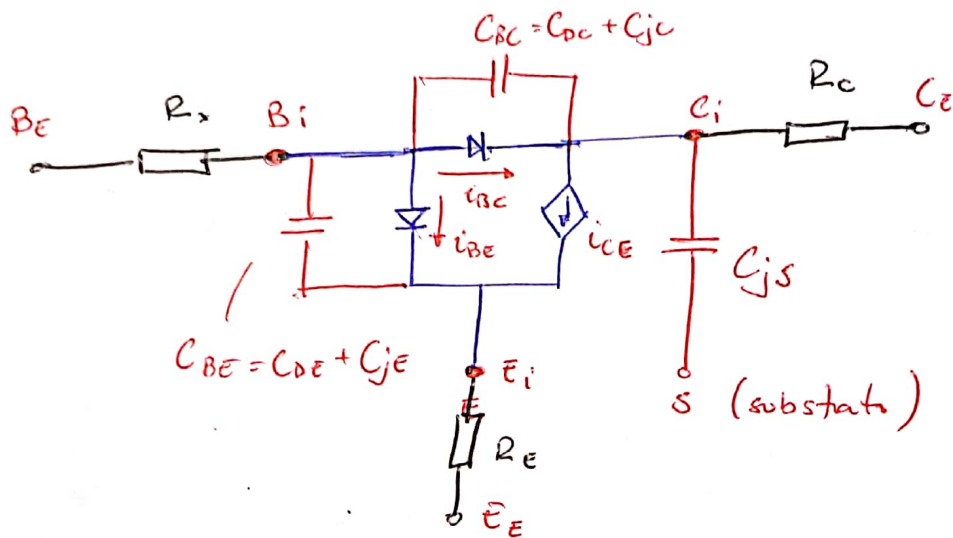 C_BC = C_DC + C_jC
R_C
C_E
B_E
R_x
B_i
C_i
i_BC
i_BE
i_CE
C_jS
C_BE = C_DE + C_jE
E_i
S (substrato)
R_E
E_E